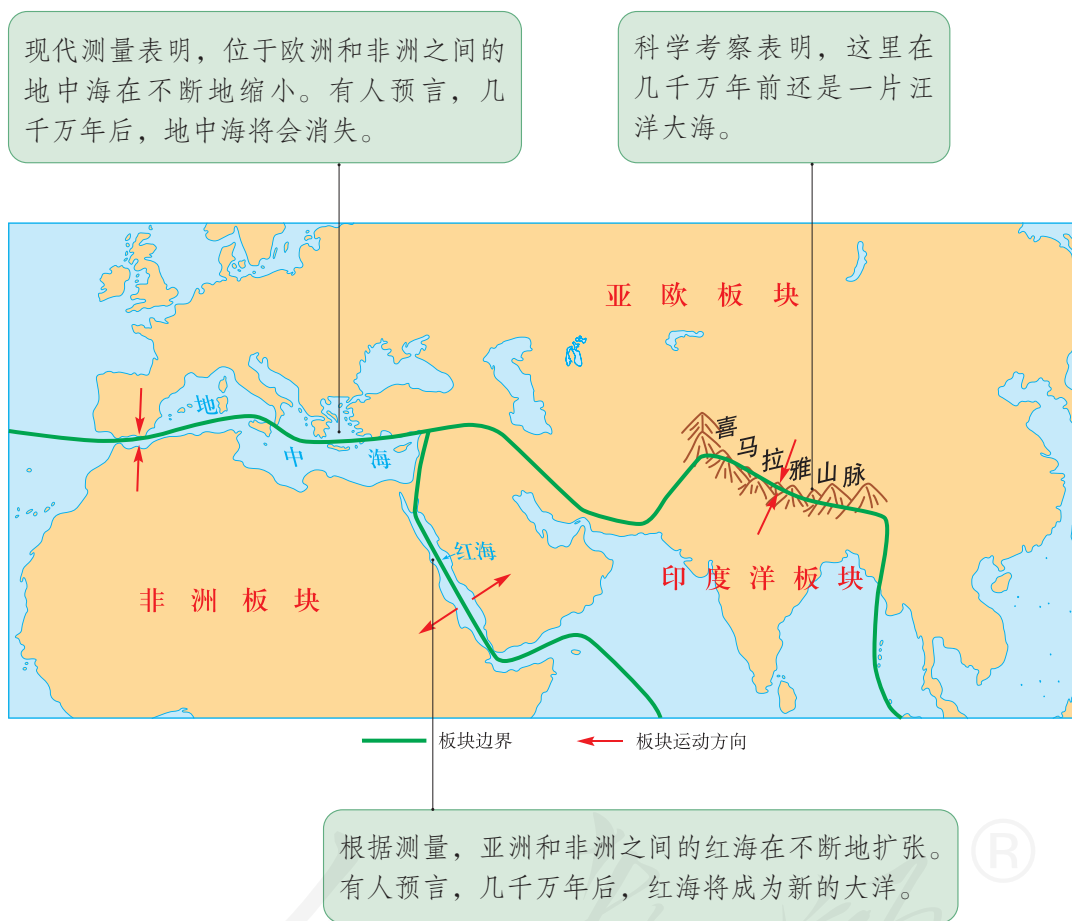 现代测量表明，位于欧洲和非洲之间的
地中海在不断地缩小。有人预言，几
千万年后，地中海将会消失。
科学考察表明，这里在
几千万年前还是一片汪
洋大海。
亚欧板块
地中海
喜马拉雅山脉
红海
印度洋板块
非洲板块
板块边界
板块运动方向
根据测量，亚洲和非洲之间的红海在不断地扩张。
有人预言，几千万年后，红海将成为新的大洋。
®